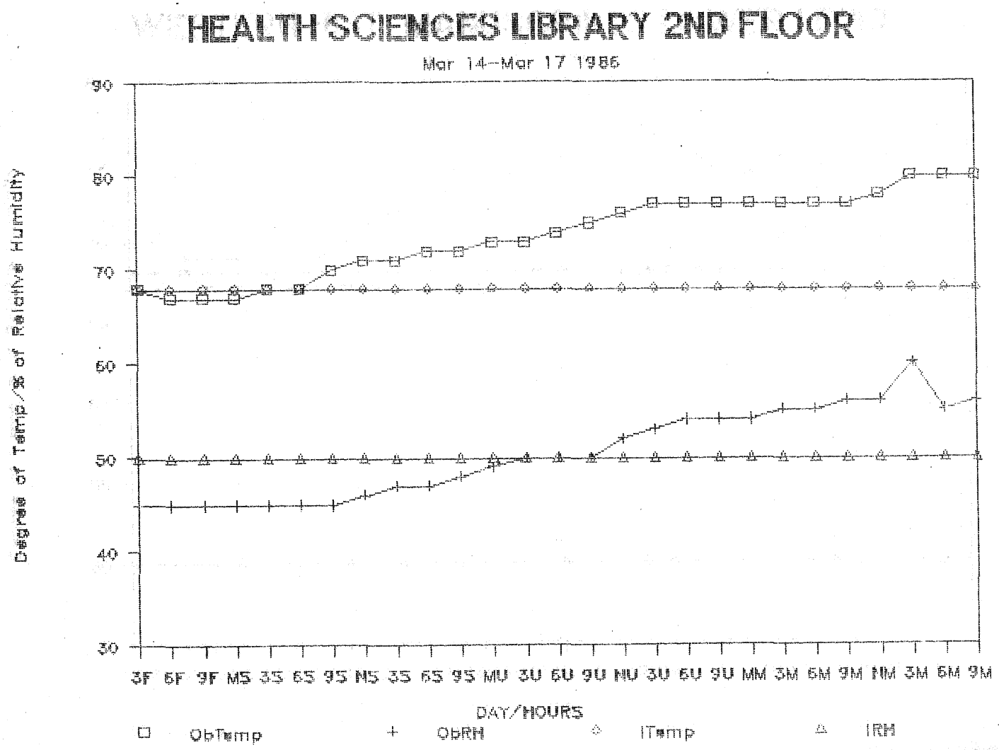 HEALTH SCIENCES LIBRARY 2ND FLOOR
Mar 14-Mar 17 1986
Degree of Temp/% of Relative Humidity
90
80
70
60
50
40
30
3F 6F 9F MS 3S 6S 9S NS 3S 6S 9S MU 3U 6U 9U NU 3U 6U 9U MM 3M 6M 9M NM 3M 6M 9M
DAY/HOURS
ObTemp ObRH ITemp IRH